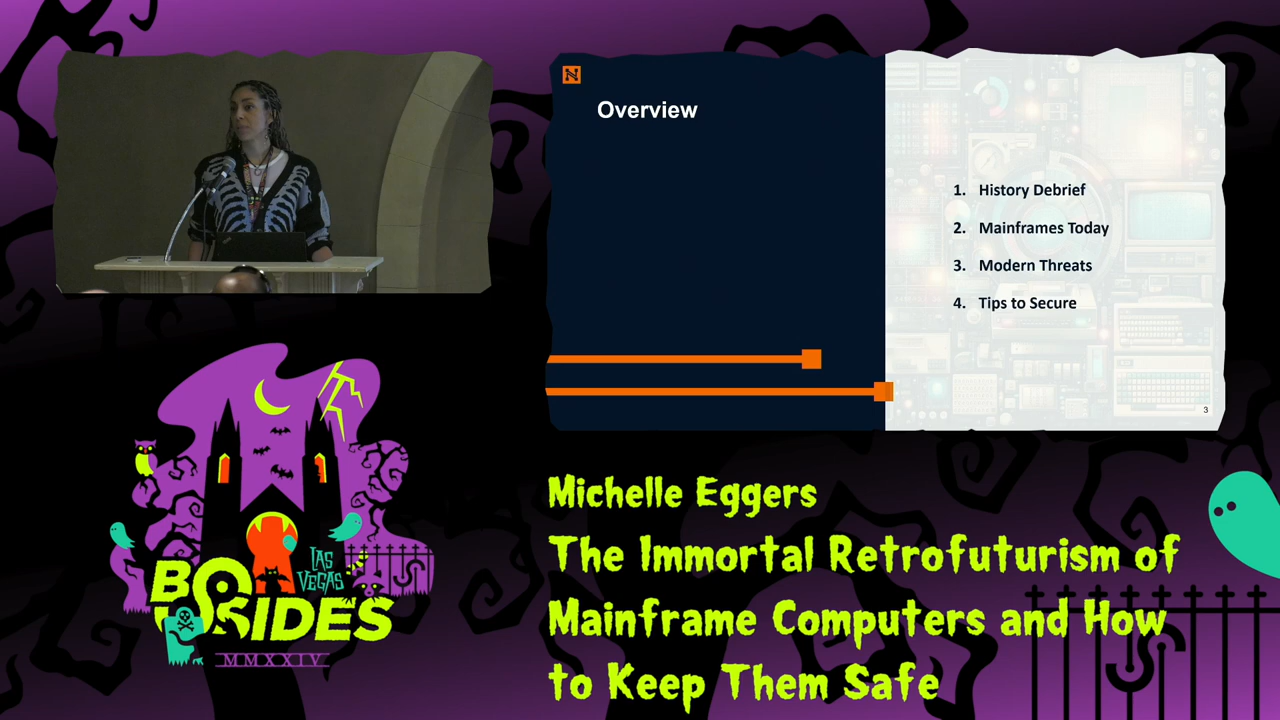 Overview
1. History Debrief
2. Mainframes Today
3. Modern Threats
4. Tips to Secure
3
Michelle Eggers
The Immortal Retrofuturism of
Mainframe Computers and How
to Keep Them Safe
LAS
VEGAS
BSIDES
MMXXIV